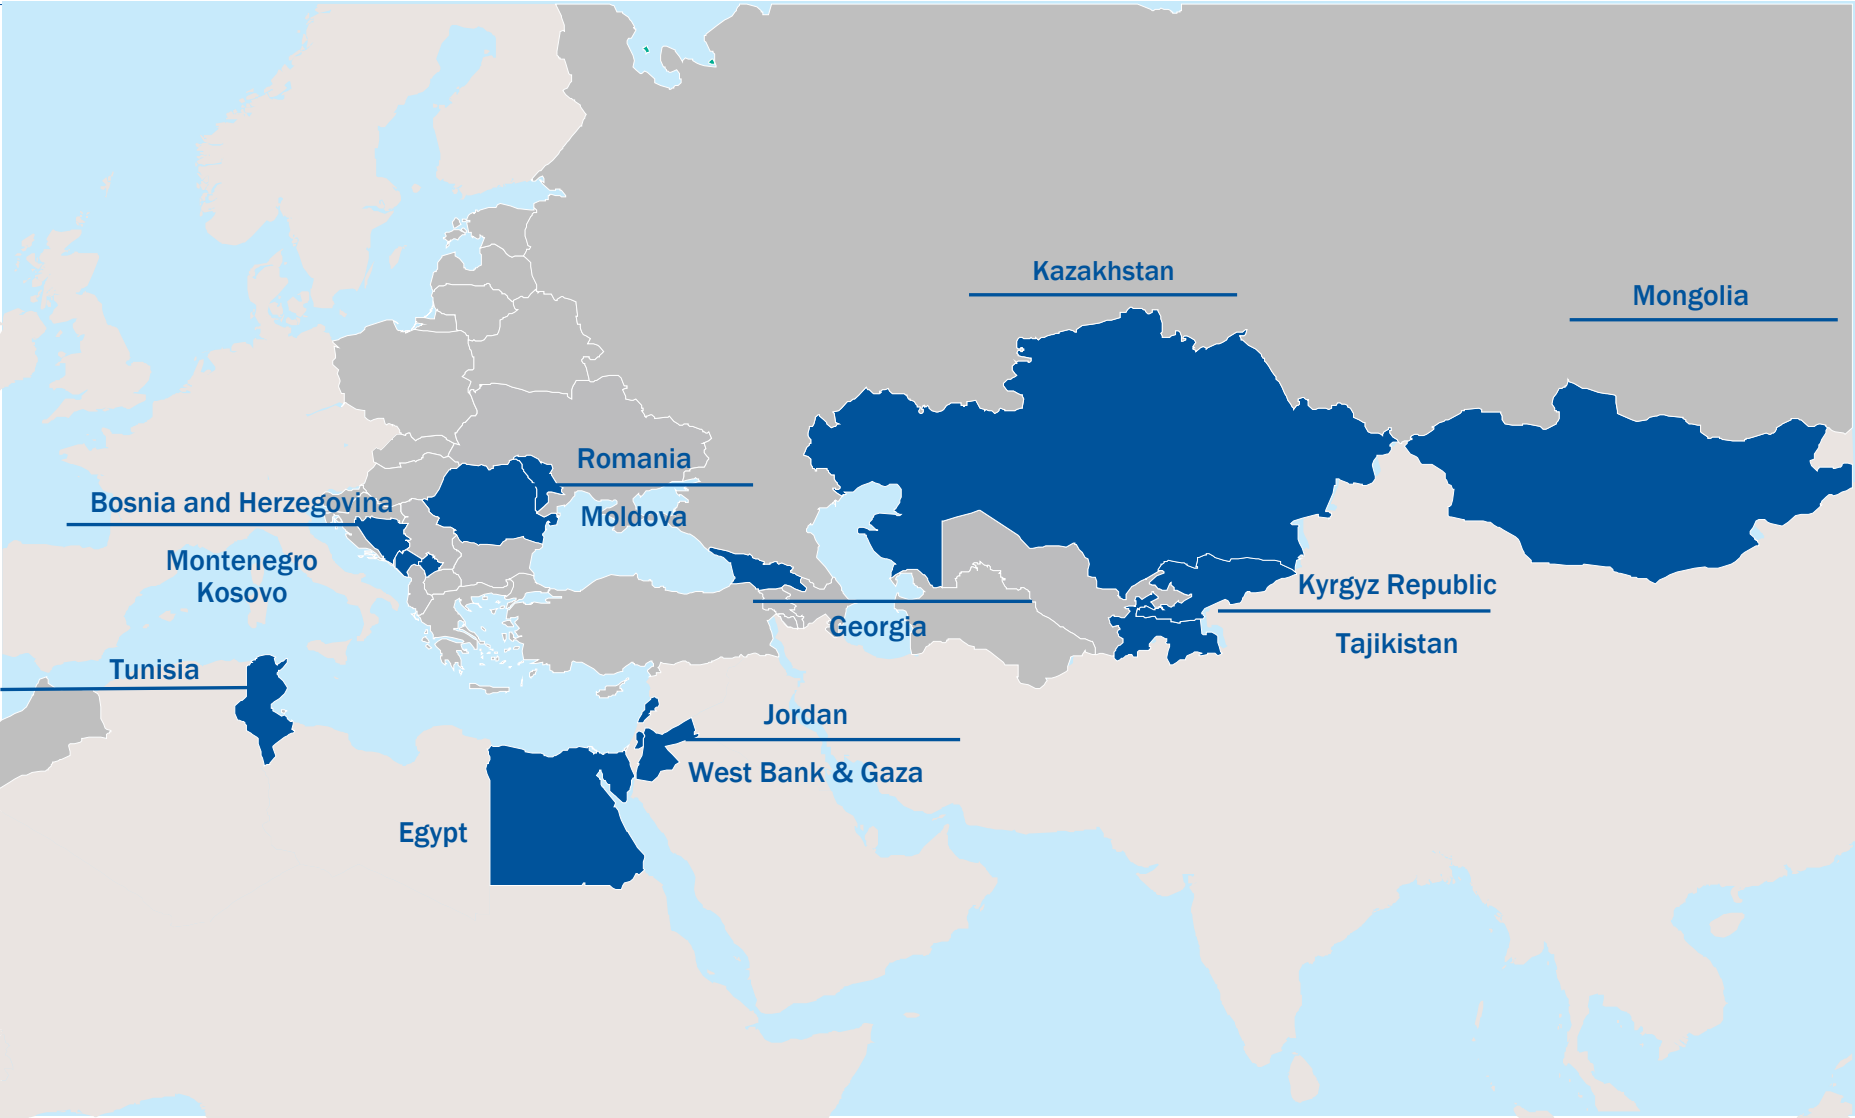 Kazakhstan
Mongolia
Romania
Bosnia and Herzegovina
Moldova
Montenegro
Kosovo
Kyrgyz Republic
Georgia
Tajikistan
Tunisia
Jordan
West Bank & Gaza
Egypt